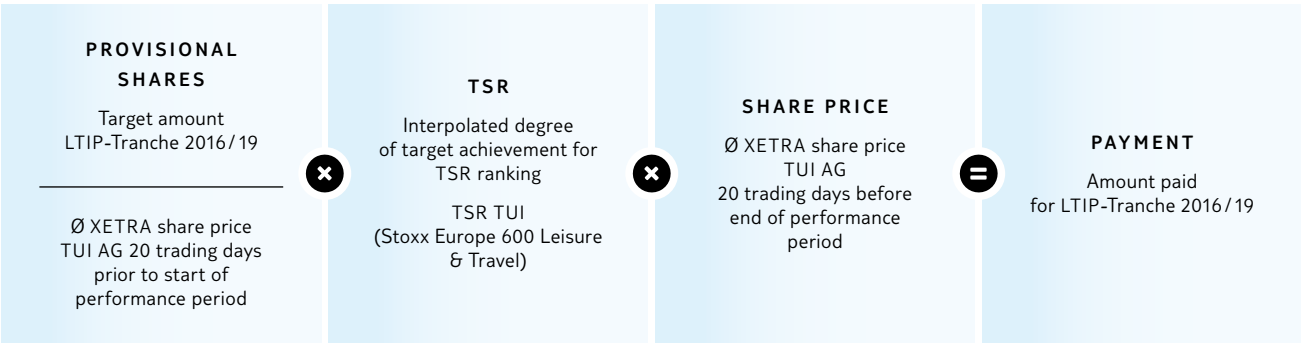 PROVISIONAL
SHARES
Target amount
LTIP-Tranche 2016/19
Ø XETRA share price
TUI AG 20 trading days
prior to start of
performance period
×
TSR
Interpolated degree
of target achievement for
TSR ranking
TSR TUI
(Stoxx Europe 600 Leisure
& Travel)
×
SHARE PRICE
Ø XETRA share price
TUI AG
20 trading days before
end of performance
period
=
PAYMENT
Amount paid
for LTIP-Tranche 2016/19